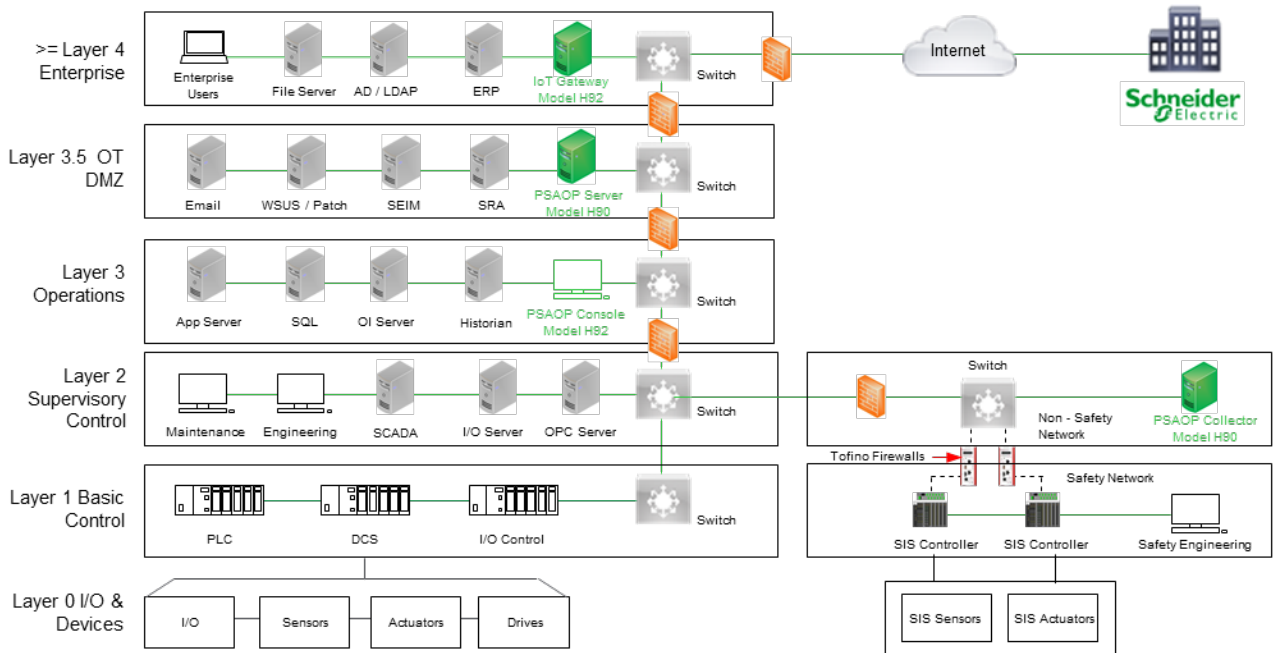 >= Layer 4
Enterprise
Enterprise
Users
File Server
AD / LDAP
ERP
IoT Gateway
Model H92
Switch
Internet
Schneider
Electric
Layer 3.5 OT
DMZ
Email
WSUS / Patch
SEIM
SRA
PSAOP Server
Model H90
Switch
Layer 3
Operations
App Server
SQL
OI Server
Historian
PSAOP Console
Model H92
Switch
Layer 2
Supervisory
Control
Maintenance
Engineering
SCADA
I/O Server
OPC Server
Switch
Switch
Non - Safety
Network
PSAOP Collector
Model H90
Tofino Firewalls
Safety Network
Layer 1 Basic
Control
PLC
DCS
I/O Control
Switch
SIS Controller
SIS Controller
Safety Engineering
Layer 0 I/O &
Devices
I/O
Sensors
Actuators
Drives
SIS Sensors
SIS Actuators